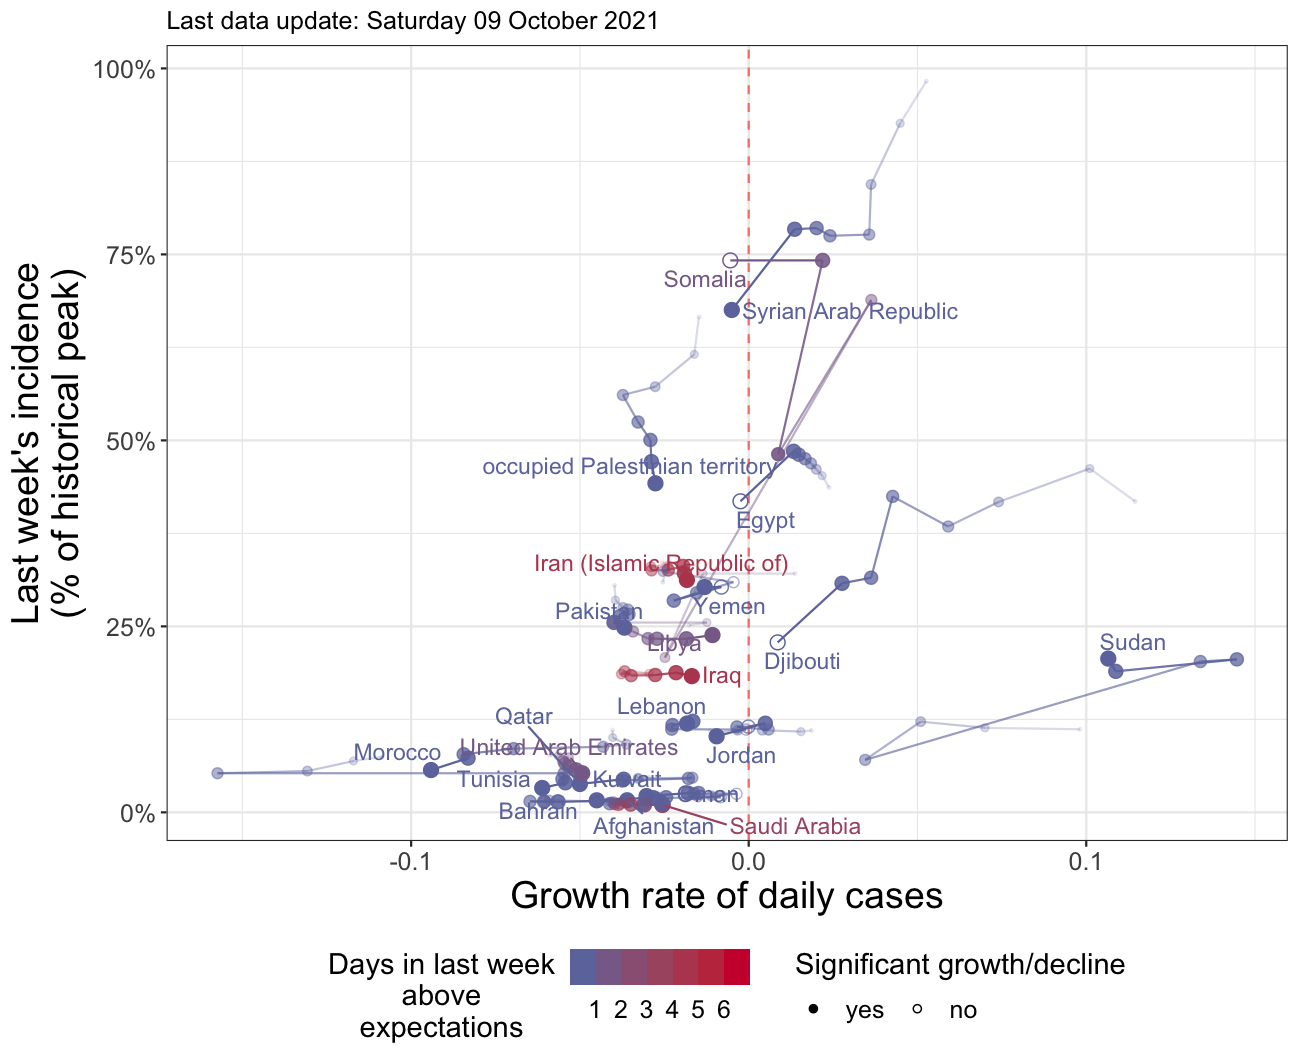 Last data update: Saturday 09 October 2021
100%
75%
50%
25%
0%
Last week's incidence
(% of historical peak)
Somalia
Syrian Arab Republic
occupied Palestinian territory
Egypt
Iran (Islamic Republic of)
Pakistan
Yemen
Libya
Djibouti
Sudan
Iraq
Lebanon
Qatar
Jordan
Morocco
United Arab Emirates
Tunisia
Kuwait
Bahrain
Afghanistan
Saudi Arabia
-0.1
0.0
0.1
Growth rate of daily cases
Days in last week
above
expectations
1 2 3 4 5 6
Significant growth/decline
yes
no